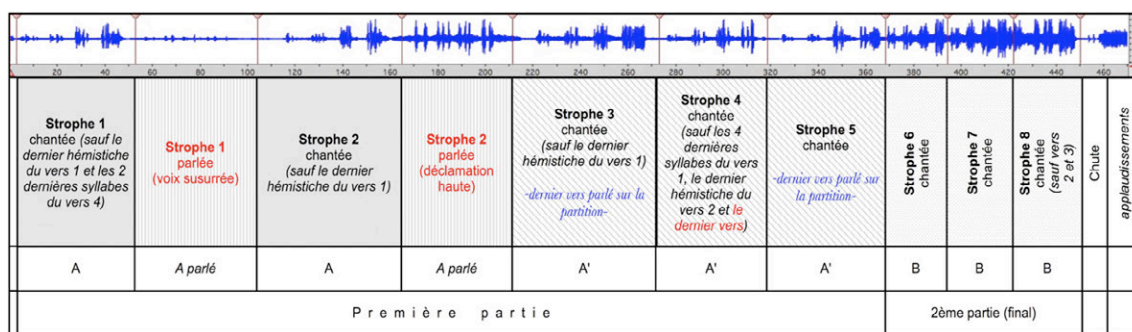 0 20 40 60 80 100 120 140 160 180 200 220 240 260 280 300 320 340 360 380 400 420 440 460
Strophe 1
chantée (sauf le
dernier hémistiche
du vers 1 et les 2
dernières syllabes
du vers 4)
Strophe 1
parlée
(voix susurrée)
Strophe 2
chantée
(sauf le dernier
hémistiche du vers 1)
Strophe 2
parlée
(déclamation
haute)
Strophe 3
chantée
(sauf le dernier
hémistiche du vers 1)
-dernier vers parlé sur la
partition-
Strophe 4
chantée
(sauf les 4
dernières
syllabes du vers
1, le dernier
hémistiche du
vers 2 et le
dernier vers)
Strophe 5
chantée
-dernier vers parlé sur
la partition-
Strophe 6
chantée
Strophe 7
chantée
Strophe 8
chantée
(sauf vers
2 et 3)
Chute
applaudissements
A
A parlé
A
A parlé
A'
A'
A'
B
B
B
Première partie
2ème partie (final)